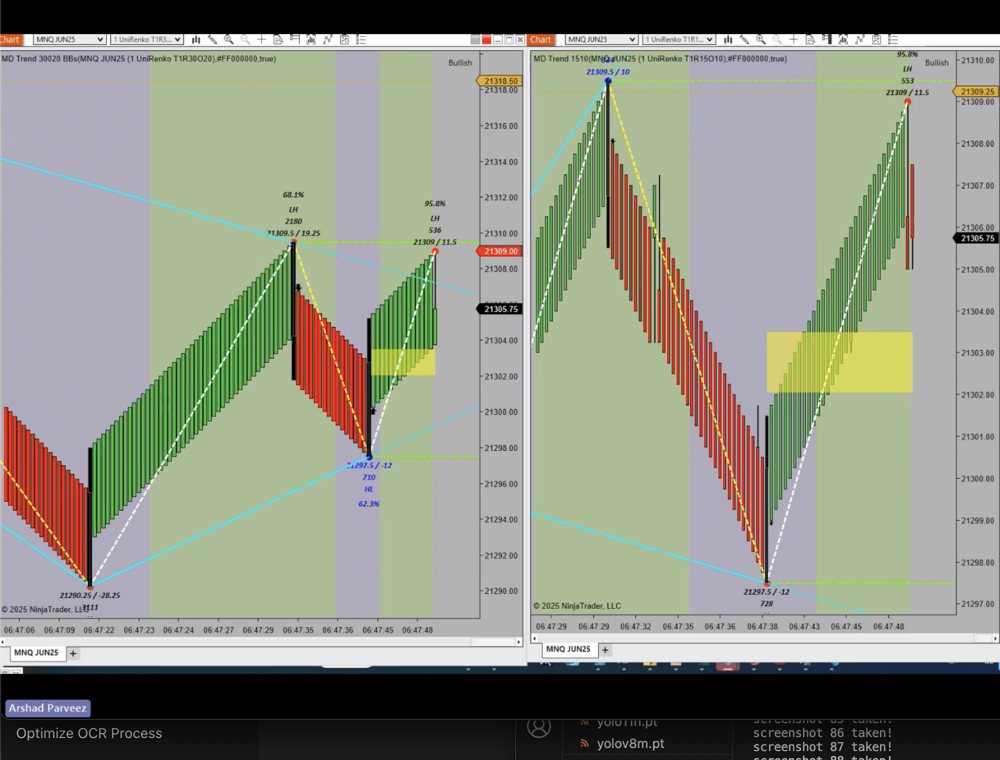 Chart MNQ JUN25 1 UniRenko T1R3...
MD Trend 30020 BBs(MNQ JUN25 (1 UniRenko T1R30O20),#FF000000,true)
Bullish
21318.50
21318.00
21316.00
21314.00
21312.00
21310.00
21309.00
21308.00
21305.75
21304.00
21302.00
21300.00
21298.00
21296.00
21294.00
21292.00
21290.00
68.1%
LH
2180
21309.5 / 19.25
95.8%
LH
536
21309 / 11.5
21297.5 / -12
710
HL
62.3%
21290.25 / -28.25
3111
© 2025 NinjaTrader, LLC
06:47:06 06:47:09 06:47:22 06:47:23 06:47:24 06:47:27 06:47:29 06:47:35 06:47:36 06:47:45 06:47:48
MNQ JUN25 +
Chart MNQ JUN25 1 UniRenko T1R1...
MD Trend 1510(MNQ JUN25 (1 UniRenko T1R15O10),#FF000000,true)
Bullish
21309.5 / 10
95.8%
LH
553
21309 / 11.5
21310.00
21309.25
21309.00
21308.00
21307.00
21306.00
21305.75
21305.00
21304.00
21303.00
21302.00
21301.00
21300.00
21299.00
21298.00
21297.00
21297.5 / -12
728
© 2025 NinjaTrader, LLC
06:47:29 06:47:29 06:47:32 06:47:35 06:47:38 06:47:43 06:47:45 06:47:48
MNQ JUN25 +
Arshad Parveez
Optimize OCR Process
yolo11n.pt
yolov8m.pt
screenshot 85 taken!
screenshot 86 taken!
screenshot 87 taken!
screenshot 88 taken!